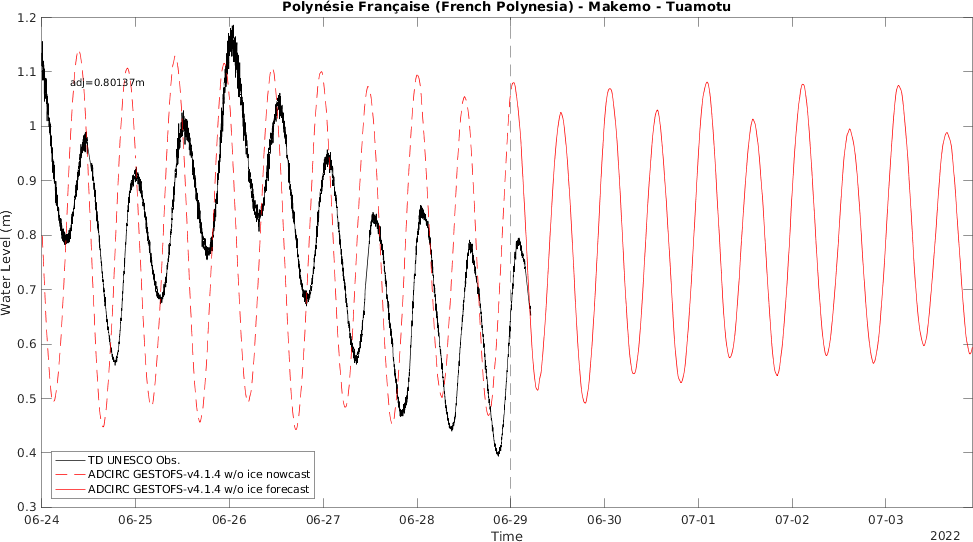 Polynésie Française (French Polynesia) - Makemo - Tuamotu
1.2
1.1
1
0.9
0.8
0.7
0.6
0.5
0.4
0.3
Water Level (m)
adj=0.80137m
TD UNESCO Obs.
ADCIRC GESTOFS-v4.1.4 w/o ice nowcast
ADCIRC GESTOFS-v4.1.4 w/o ice forecast
06-24 06-25 06-26 06-27 06-28 06-29 06-30 07-01 07-02 07-03
Time
2022